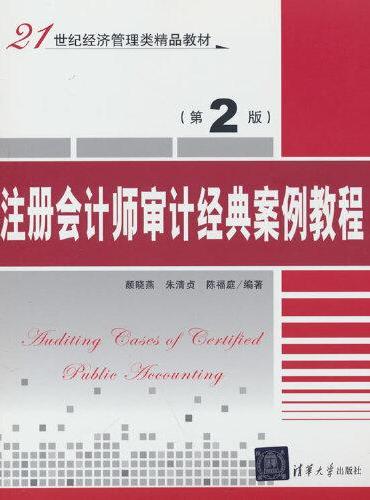 21世纪经济管理类精品教材
（第2版）
注册会计师审计经典案例教程
颜晓燕 朱清贞 陈福庭/编著
Auditing Cases of Certified
Public Accounting
清华大学出版社